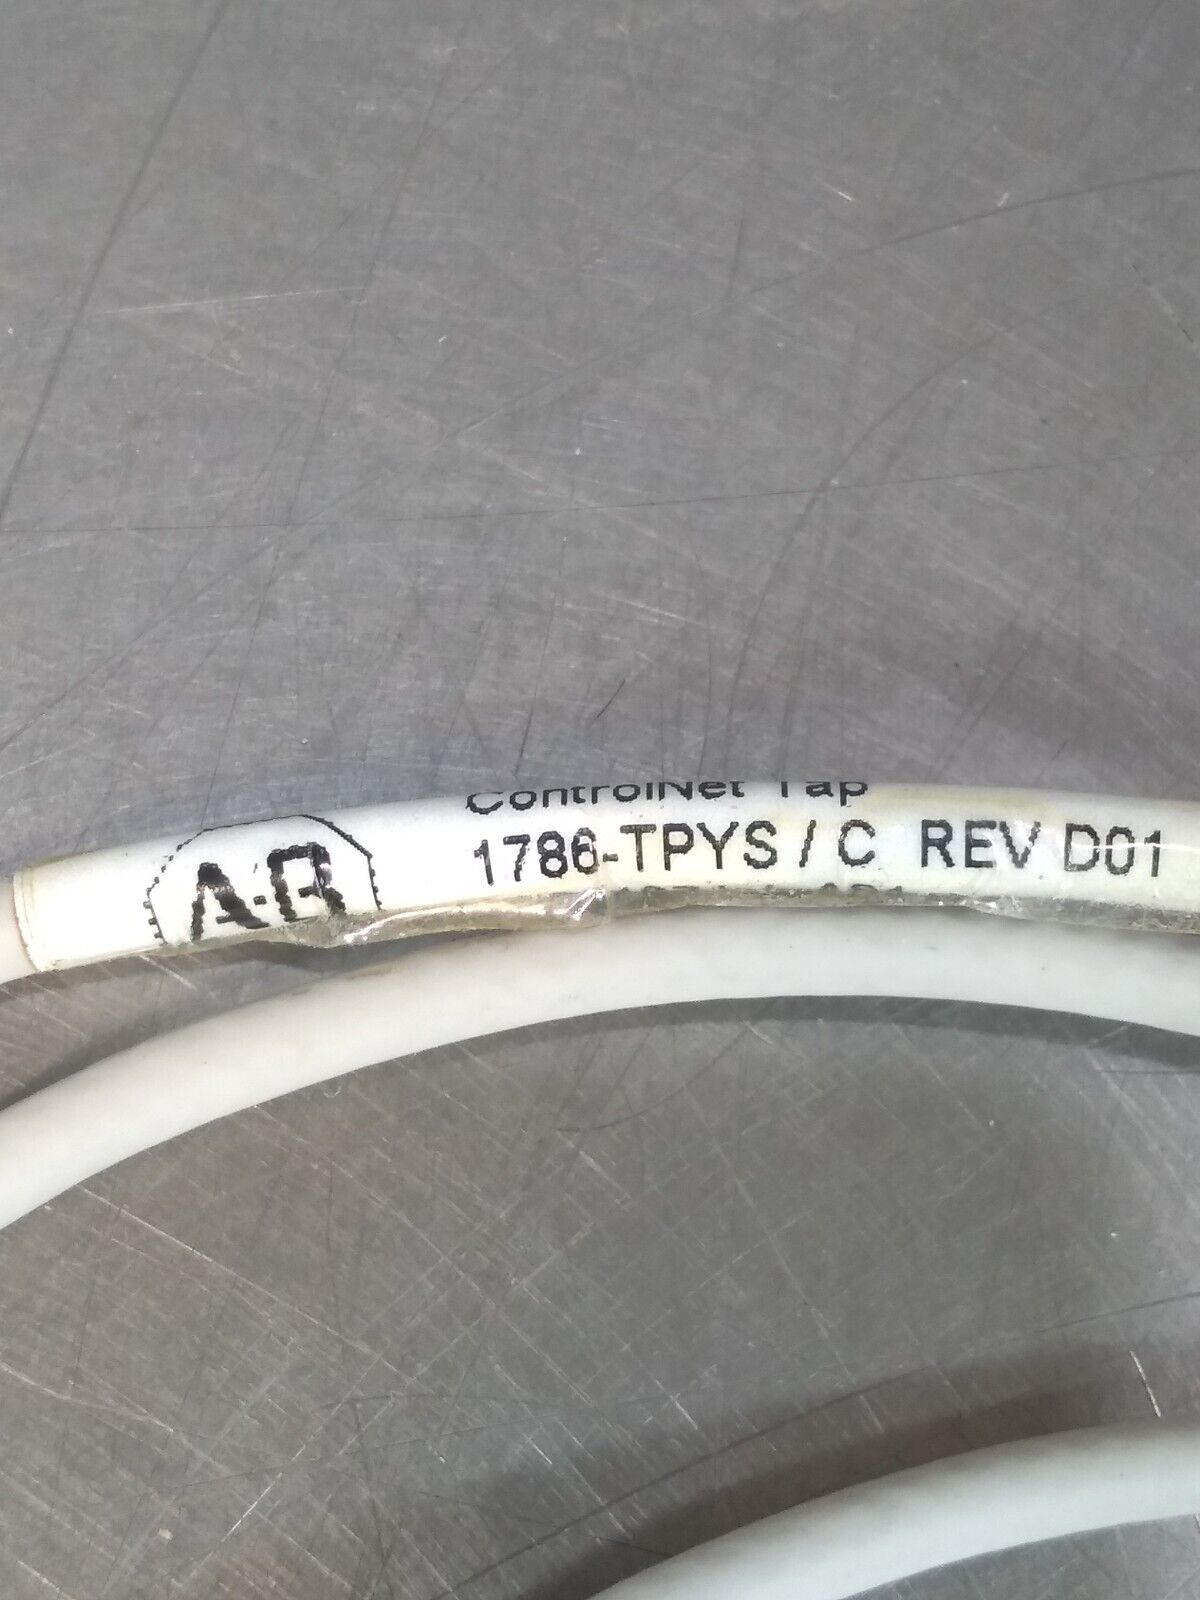 ControlNet Tap
A-B
1786-TPYS / C REV D01